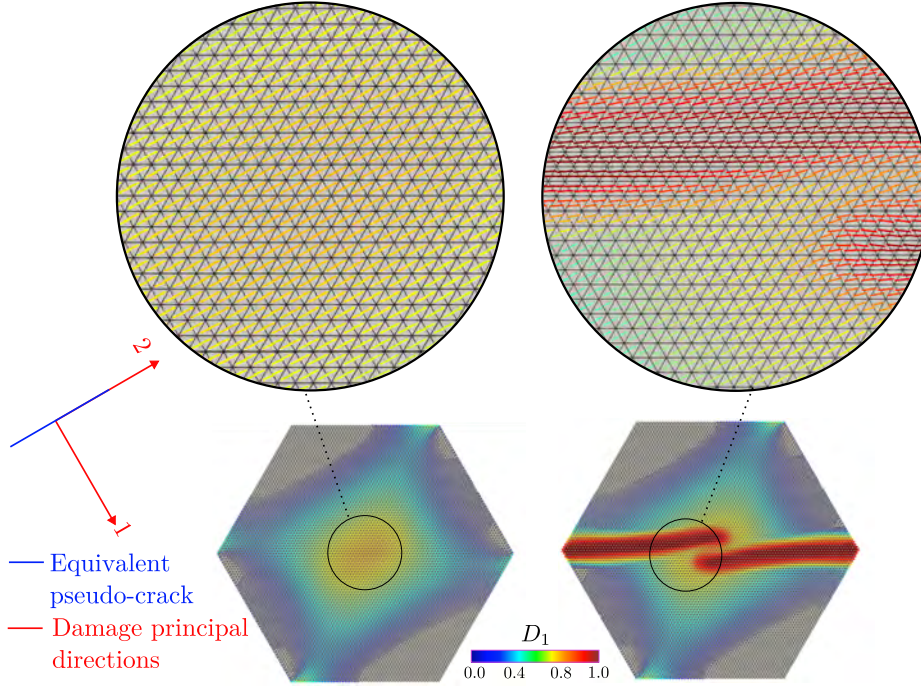 2
1
Equivalent
pseudo-crack
Damage principal
directions
D₁
0.0 0.4 0.8 1.0